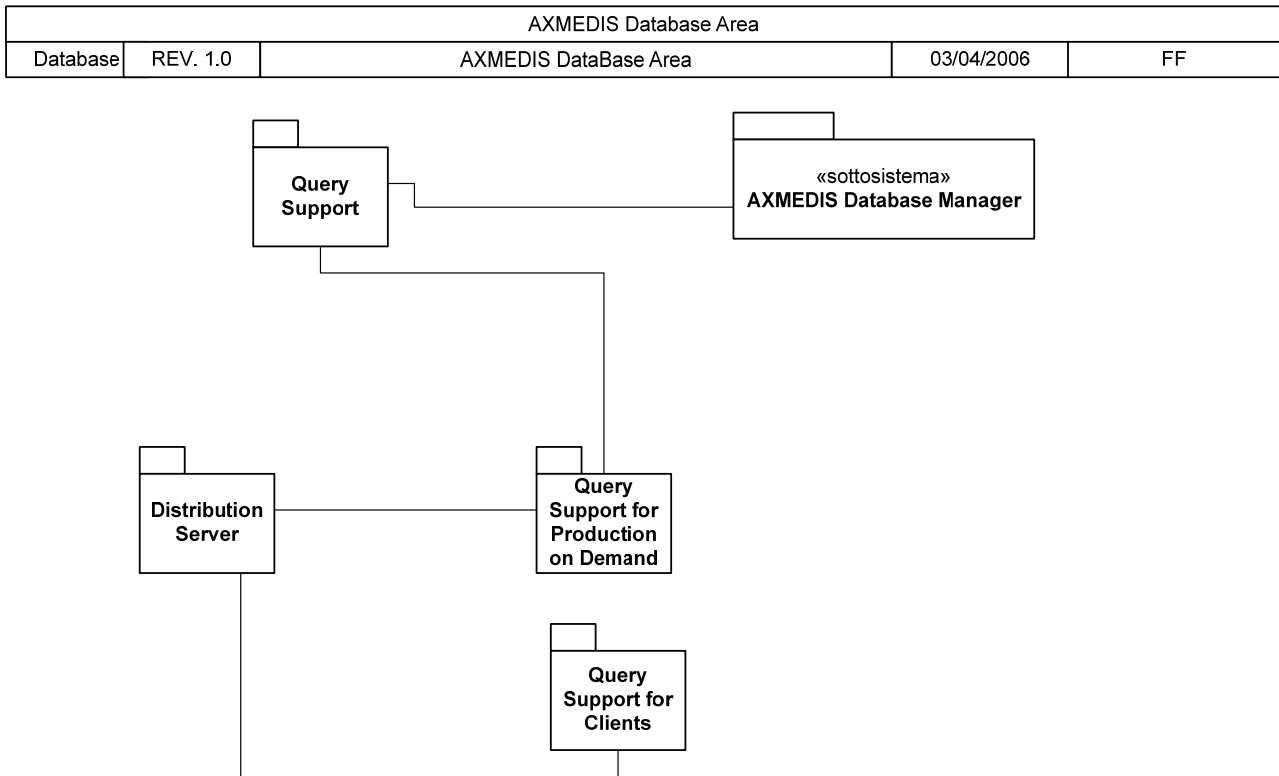 AXMEDIS Database Area
Database REV. 1.0 AXMEDIS DataBase Area 03/04/2006 FF
Query
Support
«sottosistema»
AXMEDIS Database Manager
Distribution
Server
Query
Support for
Production
on Demand
Query
Support for
Clients